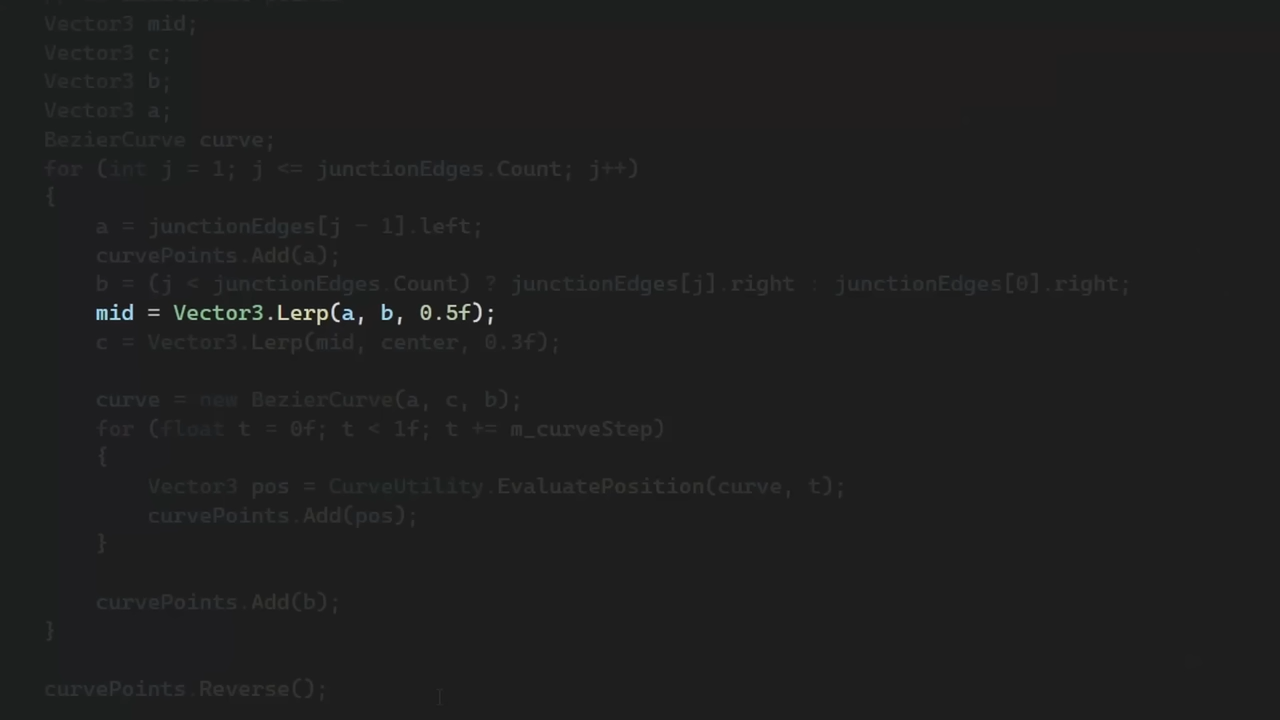 Vector3 mid;
Vector3 c;
Vector3 b;
Vector3 a;
BezierCurve curve;
for (int j = 1; j <= junctionEdges.Count; j++)
{
a = junctionEdges[j - 1].left;
curvePoints.Add(a);
b = (j < junctionEdges.Count) ? junctionEdges[j].right : junctionEdges[0].right;
mid = Vector3.Lerp(a, b, 0.5f);
c = Vector3.Lerp(mid, center, 0.3f);
curve = new BezierCurve(a, c, b);
for (float t = 0f; t < 1f; t += m_curveStep)
{
Vector3 pos = CurveUtility.EvaluatePosition(curve, t);
curvePoints.Add(pos);
}
curvePoints.Add(b);
}
curvePoints.Reverse();